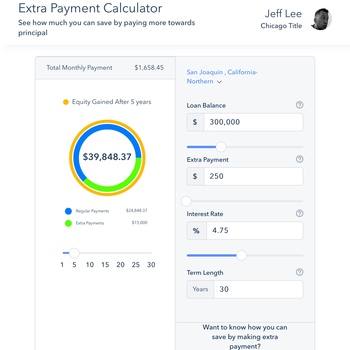 Extra Payment Calculator
See how much you can save by paying more towards
principal
Jeff Lee
Chicago Title
Total Monthly Payment $1,658.45
Equity Gained After 5 years
$39,848.37
Regular Payments $24,848.37
Extra Payments $15,000
1 5 10 15 20 25 30
San Joaquin , California-
Northern
Loan Balance ?
$ 300,000
Extra Payment ?
$ 250
Interest Rate ?
% 4.75
Term Length ?
Years 30
Want to know how you can
save by making extra
payment?